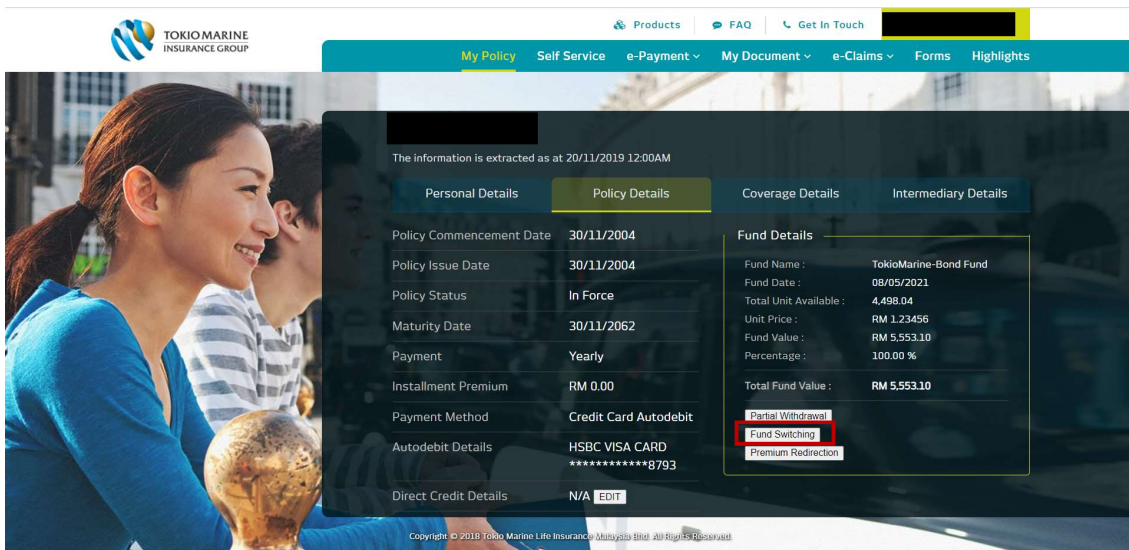 TOKIO MARINE
INSURANCE GROUP
Products
FAQ
Get In Touch
My Policy
Self Service
e-Payment
My Document
e-Claims
Forms
Highlights
The information is extracted as at 20/11/2019 12:00AM
Personal Details
Policy Details
Coverage Details
Intermediary Details
Policy Commencement Date 30/11/2004
Policy Issue Date 30/11/2004
Policy Status In Force
Maturity Date 30/11/2062
Payment Yearly
Installment Premium RM 0.00
Payment Method Credit Card Autodebit
Autodebit Details HSBC VISA CARD
************8793
Direct Credit Details N/A EDIT
Fund Details
Fund Name : TokioMarine-Bond Fund
Fund Date : 08/05/2021
Total Unit Available : 4,498.04
Unit Price : RM 1.23456
Fund Value : RM 5,553.10
Percentage : 100.00 %
Total Fund Value : RM 5,553.10
Partial Withdrawal
Fund Switching
Premium Redirection
Copyright © 2018 Tokio Marine Life Insurance Malaysia Bhd. All Rights Reserved.